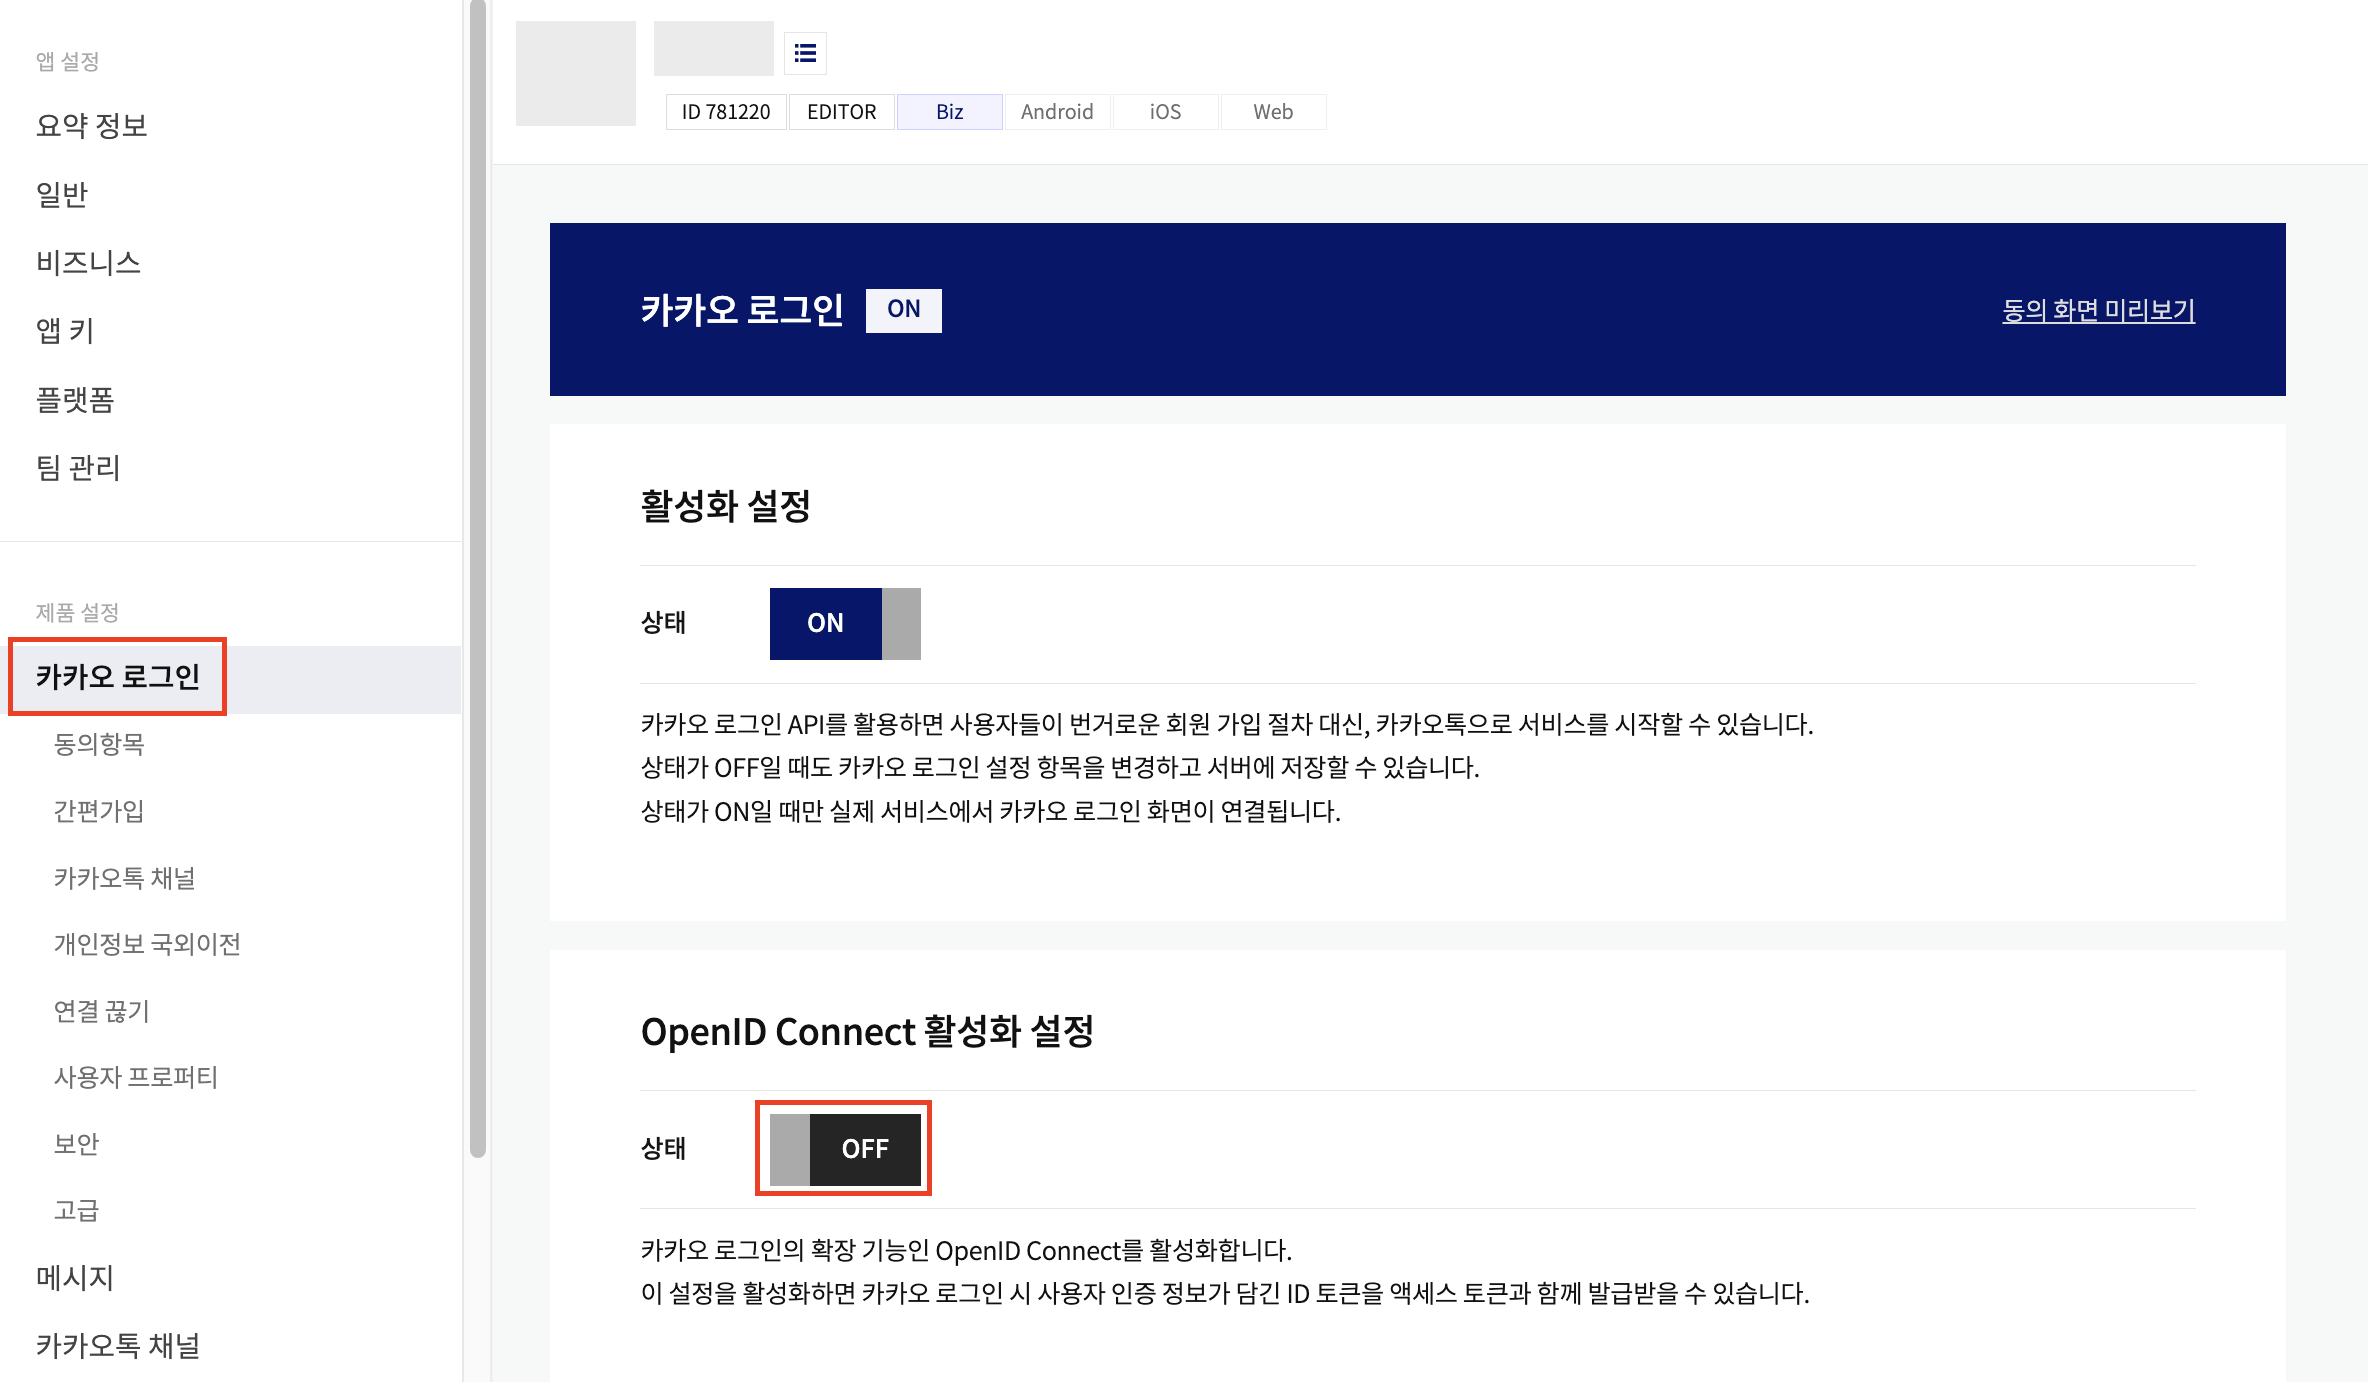 앱 설정
요약 정보
일반
비즈니스
앱 키
플랫폼
팀 관리
제품 설정
카카오 로그인
동의항목
간편가입
카카오톡 채널
개인정보 국외이전
연결 끊기
사용자 프로퍼티
보안
고급
메시지
카카오톡 채널
ID 781220 EDITOR Biz Android iOS Web
카카오 로그인 ON 동의 화면 미리보기
활성화 설정
상태 ON
카카오 로그인 API를 활용하면 사용자들이 번거로운 회원 가입 절차 대신, 카카오톡으로 서비스를 시작할 수 있습니다.
상태가 OFF일 때도 카카오 로그인 설정 항목을 변경하고 서버에 저장할 수 있습니다.
상태가 ON일 때만 실제 서비스에서 카카오 로그인 화면이 연결됩니다.
OpenID Connect 활성화 설정
상태 OFF
카카오 로그인의 확장 기능인 OpenID Connect를 활성화합니다.
이 설정을 활성화하면 카카오 로그인 시 사용자 인증 정보가 담긴 ID 토큰을 액세스 토큰과 함께 발급받을 수 있습니다.